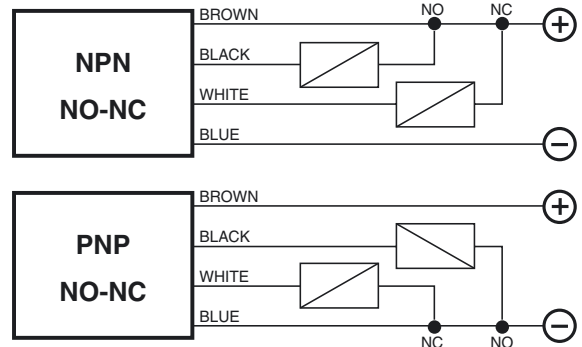 NO NC
BROWN
+
NPN
NO-NC
BLACK
WHITE
BLUE
−
BROWN
+
PNP
NO-NC
BLACK
WHITE
BLUE
−
NC NO